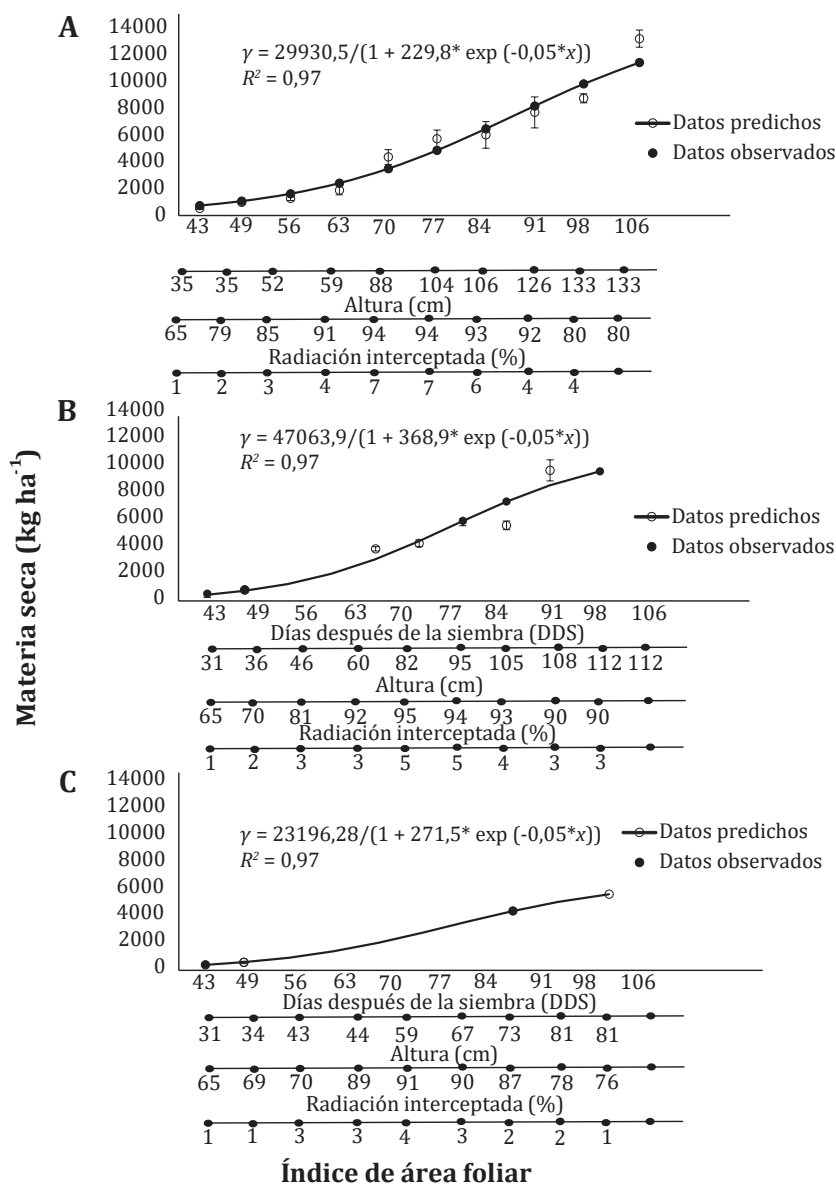 Materia seca (kg ha⁻¹)
A
14000
12000
10000
8000
6000
4000
2000
0
γ = 29930,5/(1 + 229,8* exp (-0,05*x))
R² = 0,97
Datos predichos
Datos observados
43 49 56 63 70 77 84 91 98 106
35 35 52 59 88 104 106 126 133 133
Altura (cm)
65 79 85 91 94 94 93 92 80 80
Radiación interceptada (%)
1 2 3 4 7 7 6 4 4
B
14000
12000
10000
8000
6000
4000
2000
0
γ = 47063,9/(1 + 368,9* exp (-0,05*x))
R² = 0,97
Datos predichos
Datos observados
43 49 56 63 70 77 84 91 98 106
Días después de la siembra (DDS)
31 36 46 60 82 95 105 108 112 112
Altura (cm)
65 70 81 92 95 94 93 90 90
Radiación interceptada (%)
1 2 3 3 5 5 4 3 3
C
14000
12000
10000
8000
6000
4000
2000
0
γ = 23196,28/(1 + 271,5* exp (-0,05*x))
R² = 0,97
Datos predichos
Datos observados
43 49 56 63 70 77 84 91 98 106
Días después de la siembra (DDS)
31 34 43 44 59 67 73 81 81
Altura (cm)
65 69 70 89 91 90 87 78 76
Radiación interceptada (%)
1 1 3 3 4 3 2 2 1
Índice de área foliar